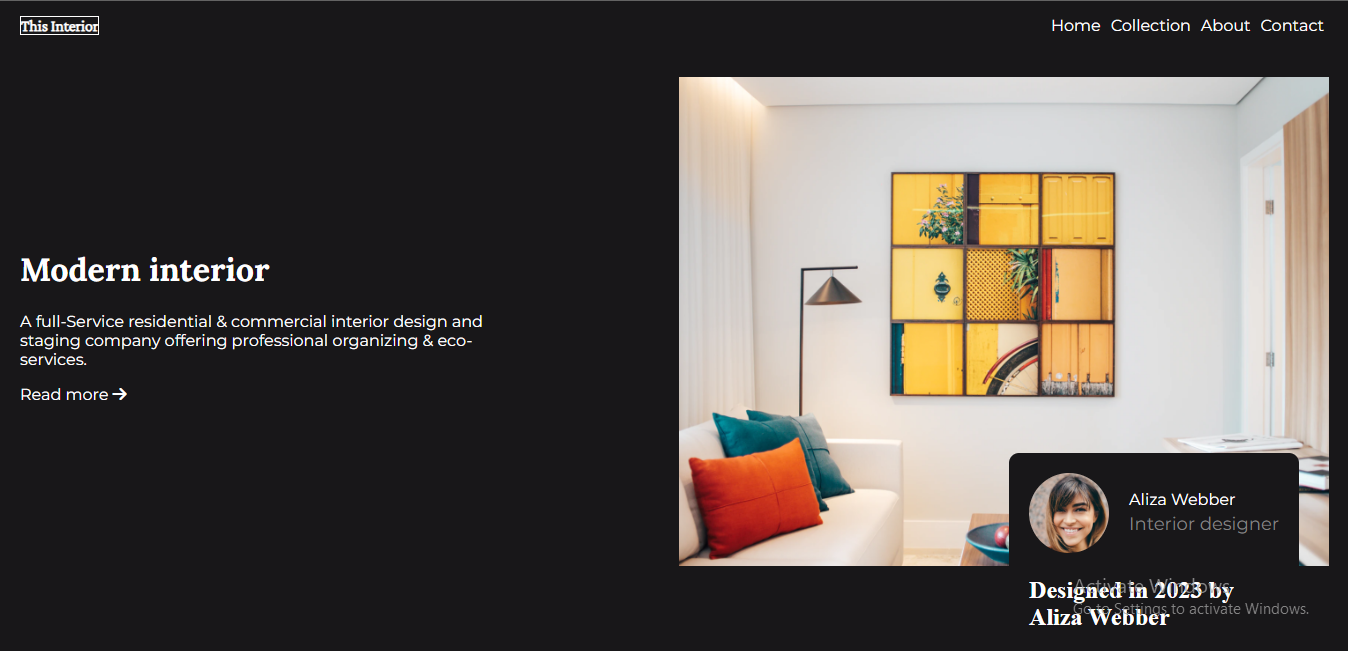 This Interior
Home Collection About Contact
Modern interior
A full-Service residential & commercial interior design and
staging company offering professional organizing & eco-
services.
Read more →
Aliza Webber
Interior designer
Designed in 2023 by
Aliza Webber
Activate Windows
Go to Settings to activate Windows.